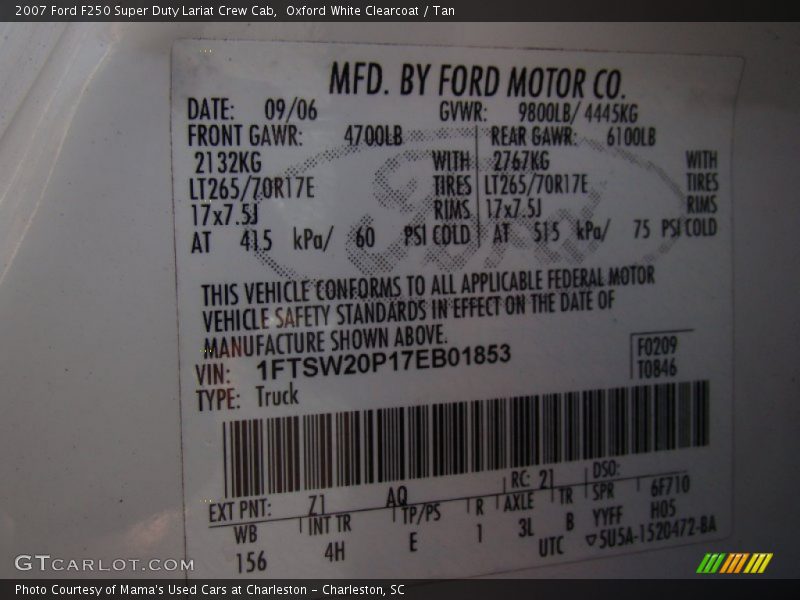 2007 Ford F250 Super Duty Lariat Crew Cab, Oxford White Clearcoat / Tan
MFD. BY FORD MOTOR CO.
DATE: 09/06 GVWR: 9800LB/ 4445KG
FRONT GAWR: 4700LB REAR GAWR: 6100LB
2132KG WITH 2767KG WITH
LT265/70R17E TIRES LT265/70R17E TIRES
17x7.5J RIMS 17x7.5J RIMS
AT 415 kPa/ 60 PSI COLD AT 515 kPa/ 75 PSI COLD
Ford
THIS VEHICLE CONFORMS TO ALL APPLICABLE FEDERAL MOTOR
VEHICLE SAFETY STANDARDS IN EFFECT ON THE DATE OF
MANUFACTURE SHOWN ABOVE.
VIN: 1FTSW20P17EB01853 F0209
TYPE: Truck T0846
EXT PNT: Z1 AQ RC: 21 DSO:
WB INT TR TP/PS R AXLE TR SPR 6F710
156 4H E 1 3L B YYFF H05
UTC ▽5U5A-1520472-BA
GTCARLOT.COM
Photo Courtesy of Mama's Used Cars at Charleston - Charleston, SC